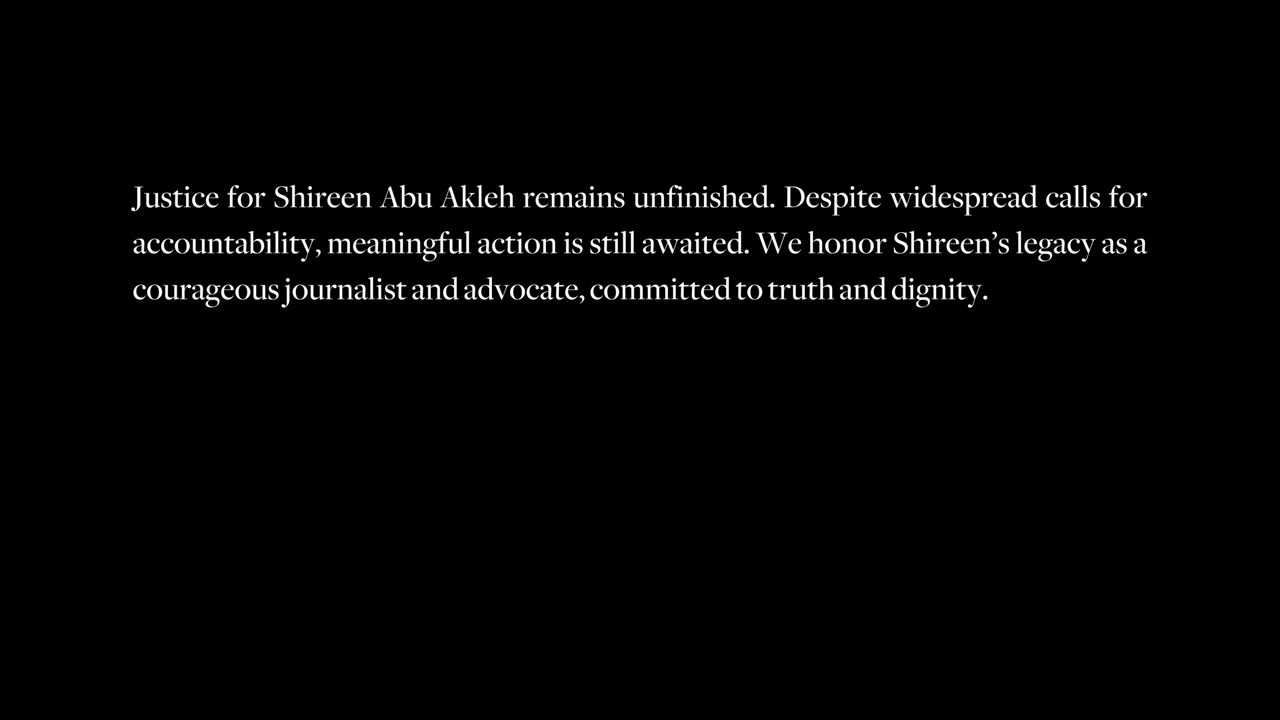 Justice for Shireen Abu Akleh remains unfinished. Despite widespread calls for
accountability, meaningful action is still awaited. We honor Shireen’s legacy as a
courageous journalist and advocate, committed to truth and dignity.